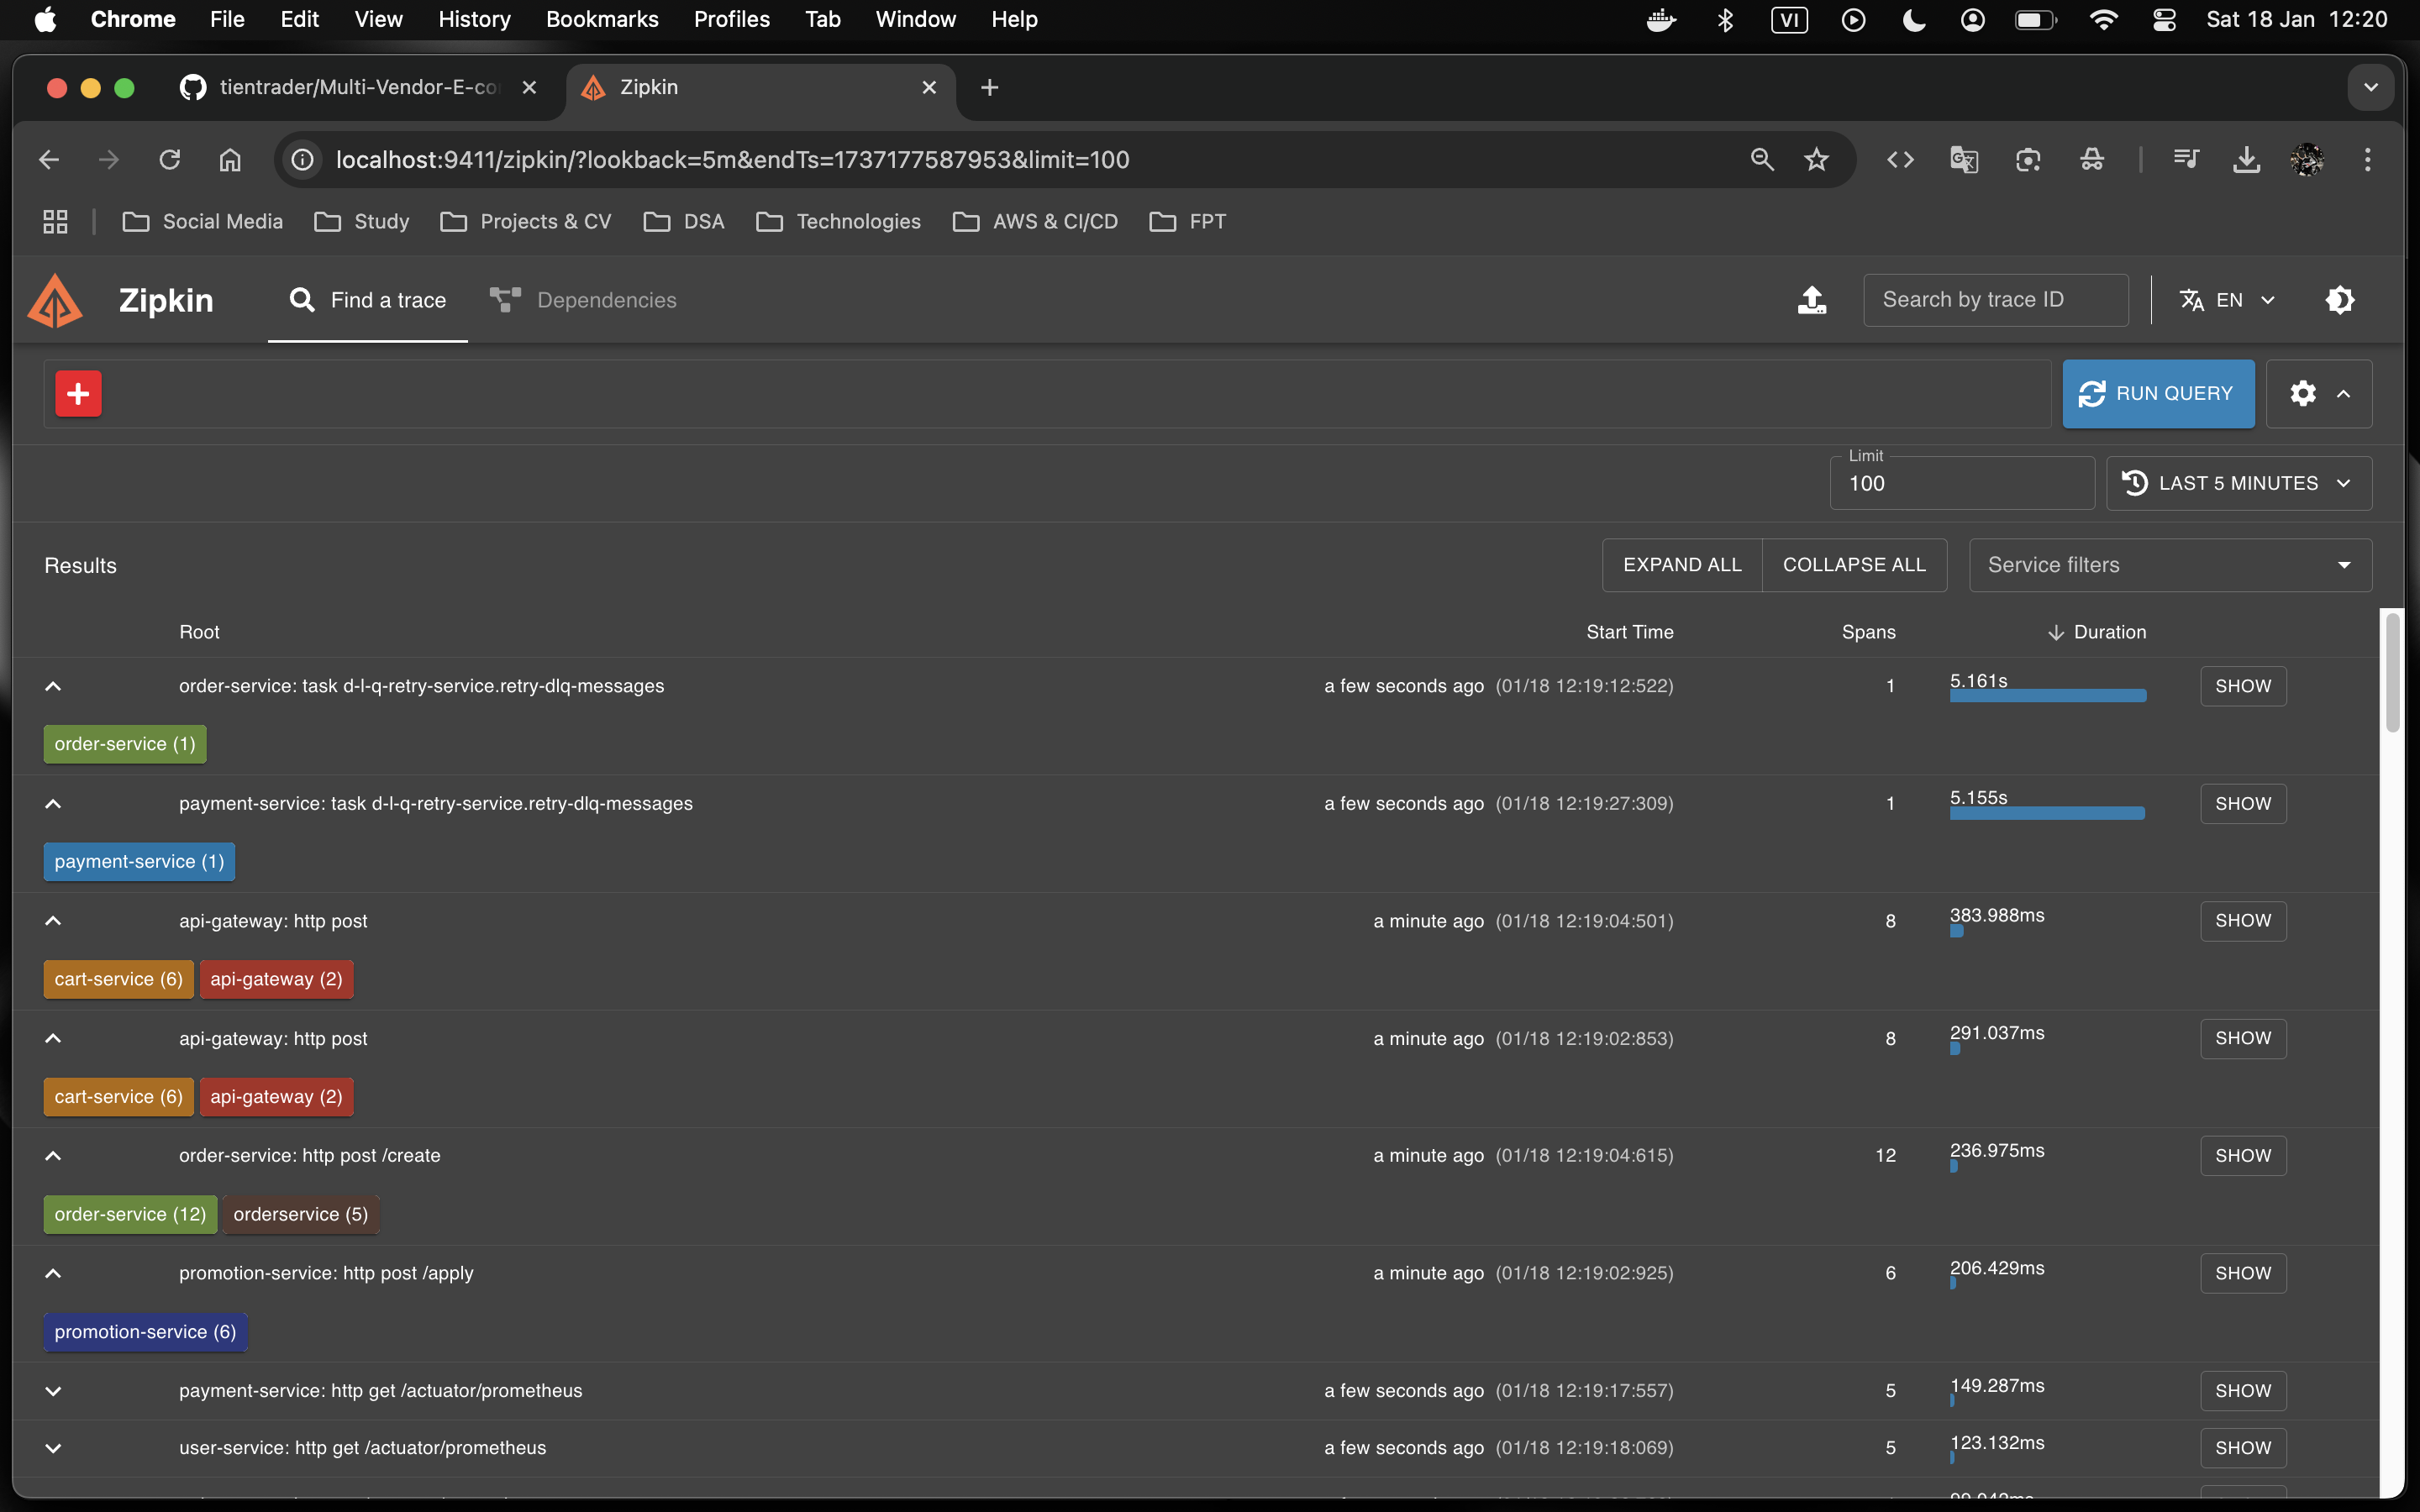 Chrome File Edit View History Bookmarks Profiles Tab Window Help VI Sat 18 Jan 12:20
tientrader/Multi-Vendor-E-co Zipkin
localhost:9411/zipkin/?lookback=5m&endTs=1737177587953&limit=100
Social Media Study Projects & CV DSA Technologies AWS & CI/CD FPT
Zipkin Find a trace Dependencies Search by trace ID EN
RUN QUERY
Limit
100 LAST 5 MINUTES
Results EXPAND ALL COLLAPSE ALL Service filters
Root Start Time Spans Duration
order-service: task d-l-q-retry-service.retry-dlq-messages a few seconds ago (01/18 12:19:12:522) 1 5.161s SHOW
order-service (1)
payment-service: task d-l-q-retry-service.retry-dlq-messages a few seconds ago (01/18 12:19:27:309) 1 5.155s SHOW
payment-service (1)
api-gateway: http post a minute ago (01/18 12:19:04:501) 8 383.988ms SHOW
cart-service (6) api-gateway (2)
api-gateway: http post a minute ago (01/18 12:19:02:853) 8 291.037ms SHOW
cart-service (6) api-gateway (2)
order-service: http post /create a minute ago (01/18 12:19:04:615) 12 236.975ms SHOW
order-service (12) orderservice (5)
promotion-service: http post /apply a minute ago (01/18 12:19:02:925) 6 206.429ms SHOW
promotion-service (6)
payment-service: http get /actuator/prometheus a few seconds ago (01/18 12:19:17:557) 5 149.287ms SHOW
user-service: http get /actuator/prometheus a few seconds ago (01/18 12:19:18:069) 5 123.132ms SHOW